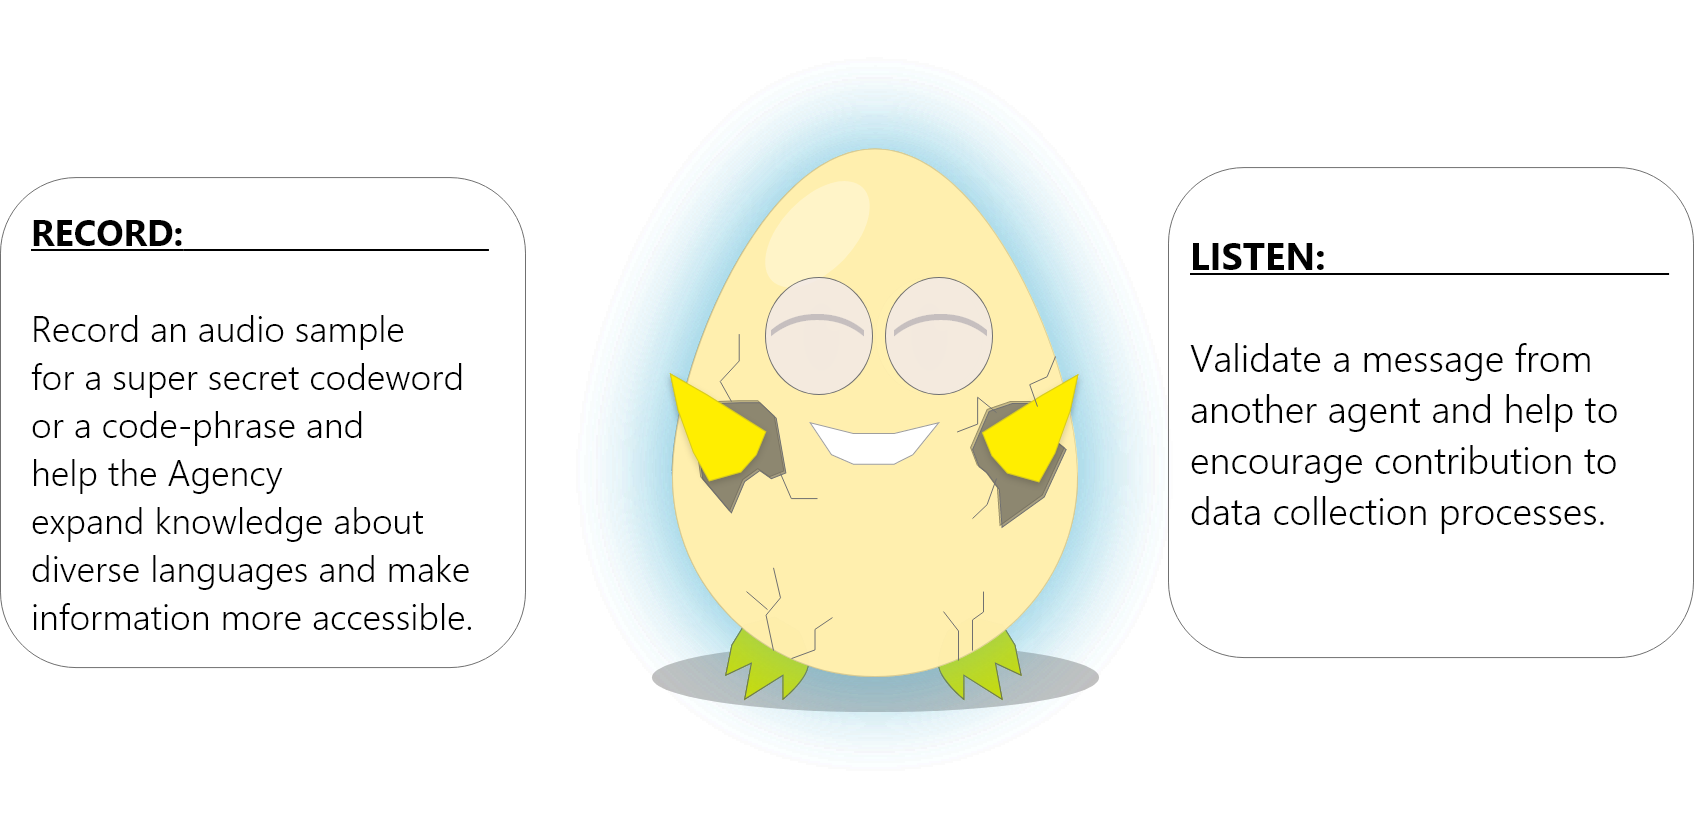 RECORD:
Record an audio sample
for a super secret codeword
or a code-phrase and
help the Agency
expand knowledge about
diverse languages and make
information more accessible.
LISTEN:
Validate a message from
another agent and help to
encourage contribution to
data collection processes.